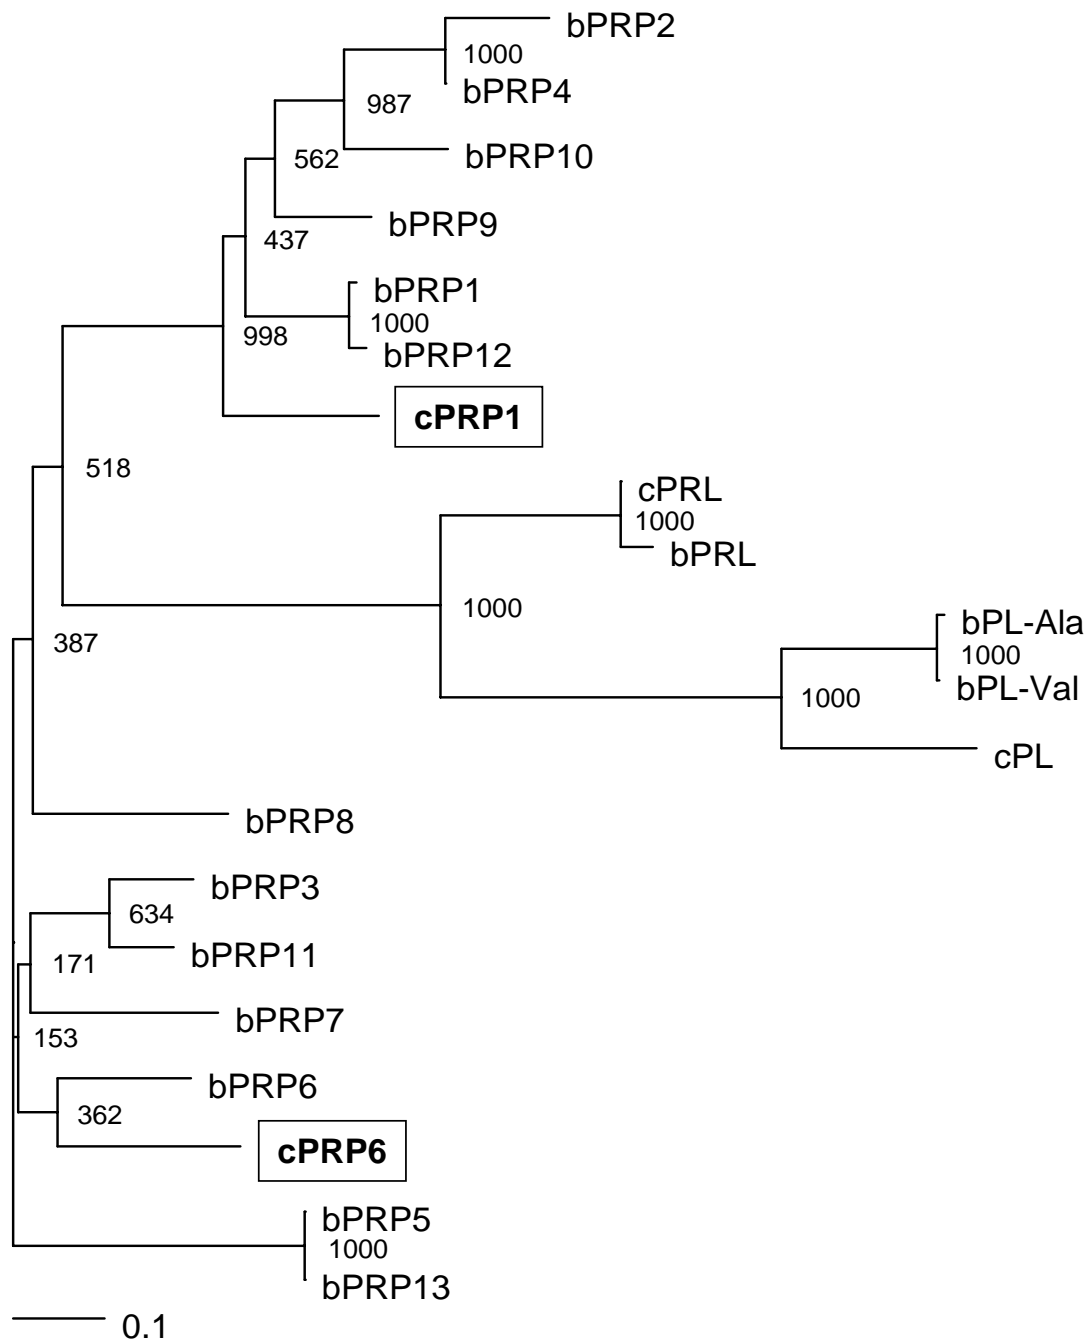 bPRP2
1000
bPRP4
987
bPRP10
562
bPRP9
437
bPRP1
1000
998
bPRP12
cPRP1
518
cPRL
1000
bPRL
1000
bPL-Ala
387
1000
bPL-Val
1000
cPL
bPRP8
bPRP3
634
bPRP11
171
bPRP7
153
bPRP6
362
cPRP6
bPRP5
1000
bPRP13
0.1